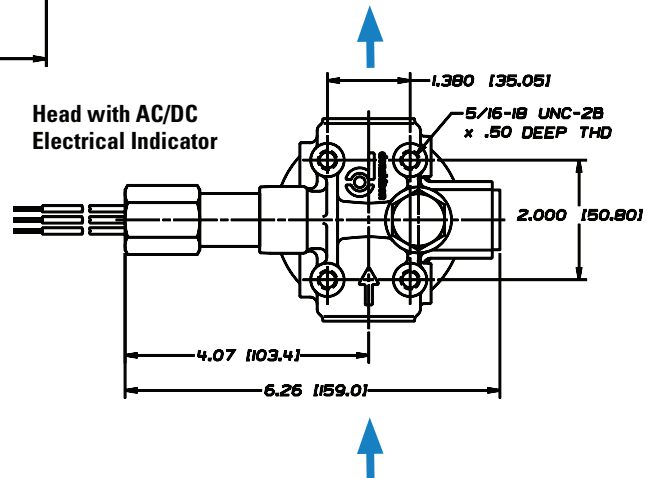 1.380 [35.05]
Head with AC/DC
Electrical Indicator
5/16-18 UNC-2B
x .50 DEEP THD
2.000 [50.80]
4.07 [103.4]
6.26 [159.0]